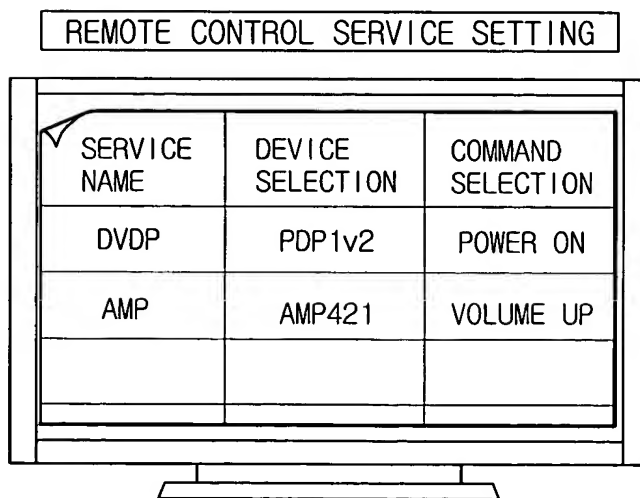 REMOTE CONTROL SERVICE SETTING
SERVICE NAME DEVICE SELECTION COMMAND SELECTION
DVDP PDP1v2 POWER ON
AMP AMP421 VOLUME UP